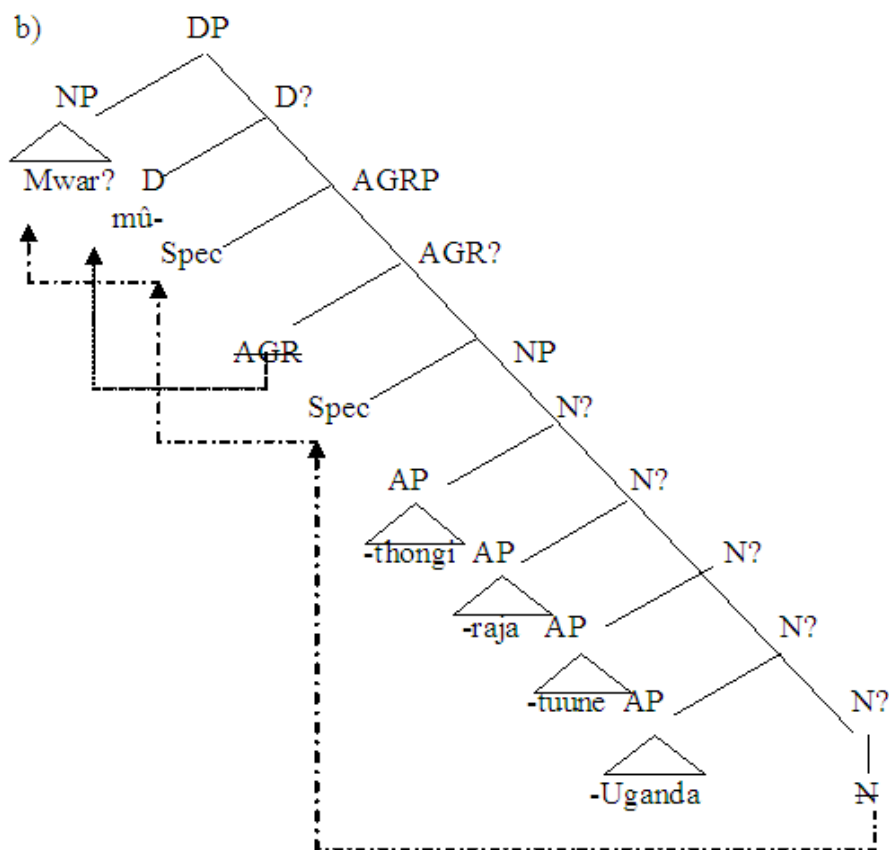 b)
DP
NP
D?
Mwar?
D
mû-
AGRP
Spec
AGR?
AGR
NP
Spec
N?
AP
-thongi
N?
AP
-raja
N?
AP
-tuune
N?
AP
-Uganda
N?
N